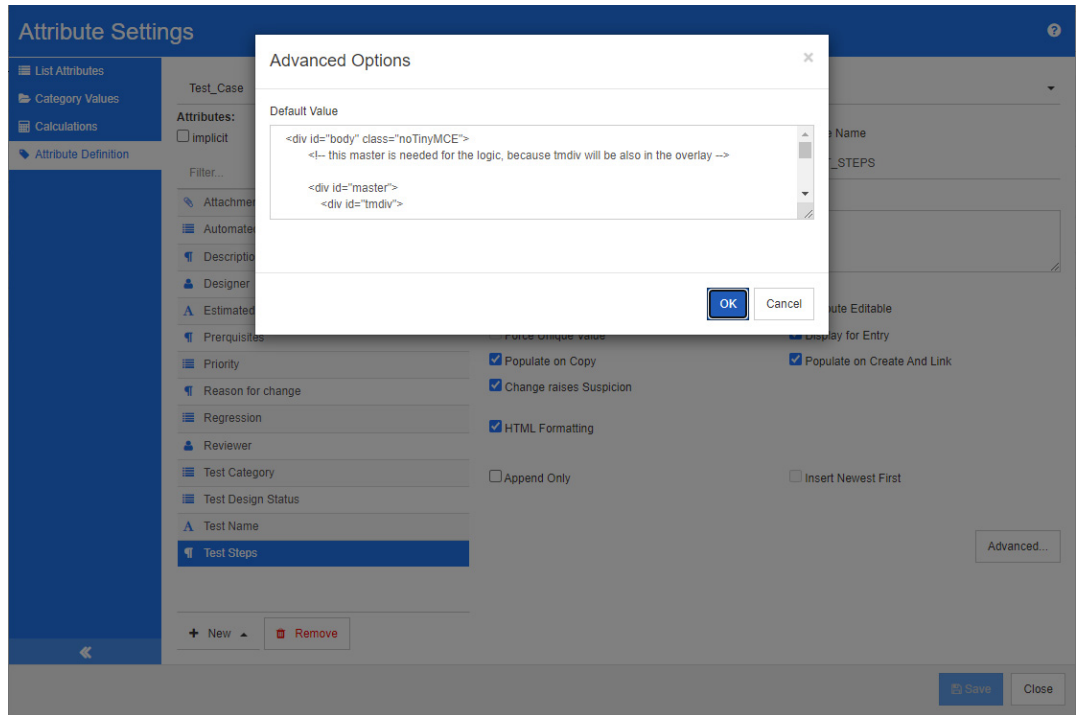 Attribute Settings
List Attributes
Category Values
Calculations
Attribute Definition
Test_Case
Attributes:
implicit
Filter...
Attachme
Automate
Descriptio
Designer
Estimated
Prerquisites
Priority
Reason for change
Regression
Reviewer
Test Category
Test Design Status
Test Name
Test Steps
New
Remove
Advanced Options
×
Default Value
<div id="body" class="noTinyMCE">
<!-- this master is needed for the logic, because tmdiv will be also in the overlay -->
<div id="master">
<div id="tmdiv">
OK
Cancel
Name
_STEPS
ute Editable
Force Unique Value
Display for Entry
Populate on Copy
Populate on Create And Link
Change raises Suspicion
HTML Formatting
Append Only
Insert Newest First
Advanced...
Save
Close